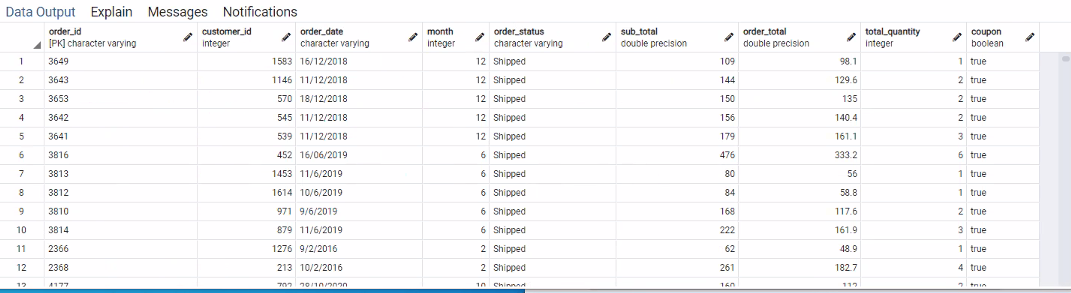 Data Output Explain Messages Notifications
order_id customer_id order_date month order_status sub_total order_total total_quantity coupon
[PK] character varying integer character varying integer character varying double precision double precision integer boolean
1 3649 1583 16/12/2018 12 Shipped 109 98.1 1 true
2 3643 1146 11/12/2018 12 Shipped 144 129.6 2 true
3 3653 570 18/12/2018 12 Shipped 150 135 2 true
4 3642 545 11/12/2018 12 Shipped 156 140.4 2 true
5 3641 539 11/12/2018 12 Shipped 179 161.1 3 true
6 3816 452 16/06/2019 6 Shipped 476 333.2 6 true
7 3813 1453 11/6/2019 6 Shipped 80 56 1 true
8 3812 1614 10/6/2019 6 Shipped 84 58.8 1 true
9 3810 971 9/6/2019 6 Shipped 168 117.6 2 true
10 3814 879 11/6/2019 6 Shipped 222 161.9 3 true
11 2366 1276 9/2/2016 2 Shipped 62 48.9 1 true
12 2368 213 10/2/2016 2 Shipped 261 182.7 4 true
13 4177 792 28/10/2020 10 Shipped 160 112 2 true